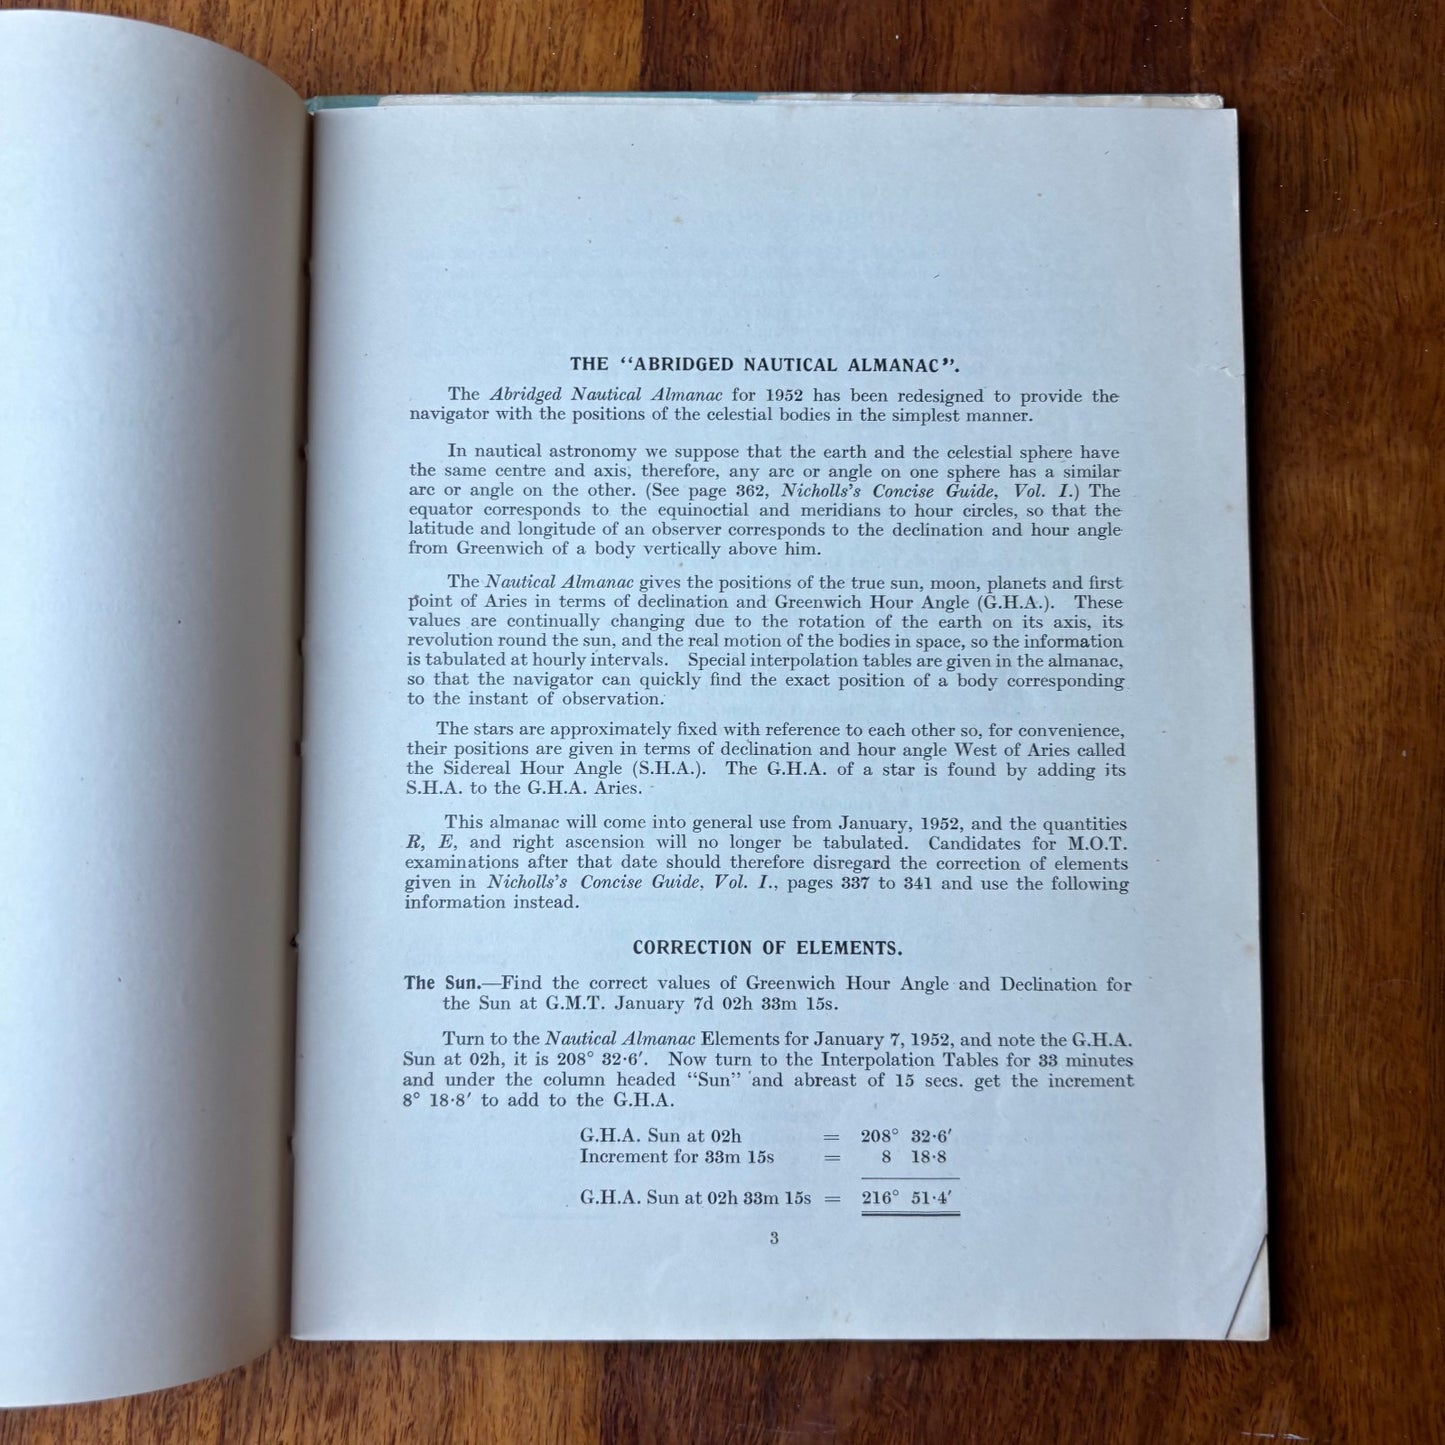 THE "ABRIDGED NAUTICAL ALMANAC".
The Abridged Nautical Almanac for 1952 has been redesigned to provide the
navigator with the positions of the celestial bodies in the simplest manner.
In nautical astronomy we suppose that the earth and the celestial sphere have
the same centre and axis, therefore, any arc or angle on one sphere has a similar
arc or angle on the other. (See page 362, Nicholls's Concise Guide, Vol. I.) The
equator corresponds to the equinoctial and meridians to hour circles, so that the
latitude and longitude of an observer corresponds to the declination and hour angle
from Greenwich of a body vertically above him.
The Nautical Almanac gives the positions of the true sun, moon, planets and first
point of Aries in terms of declination and Greenwich Hour Angle (G.H.A.). These
values are continually changing due to the rotation of the earth on its axis, its
revolution round the sun, and the real motion of the bodies in space, so the information
is tabulated at hourly intervals. Special interpolation tables are given in the almanac,
so that the navigator can quickly find the exact position of a body corresponding
to the instant of observation.
The stars are approximately fixed with reference to each other so, for convenience,
their positions are given in terms of declination and hour angle West of Aries called
the Sidereal Hour Angle (S.H.A.). The G.H.A. of a star is found by adding its
S.H.A. to the G.H.A. Aries.
This almanac will come into general use from January, 1952, and the quantities
R, E, and right ascension will no longer be tabulated. Candidates for M.O.T.
examinations after that date should therefore disregard the correction of elements
given in Nicholls's Concise Guide, Vol. I., pages 337 to 341 and use the following
information instead.
CORRECTION OF ELEMENTS.
The Sun.—Find the correct values of Greenwich Hour Angle and Declination for
the Sun at G.M.T. January 7d 02h 33m 15s.
Turn to the Nautical Almanac Elements for January 7, 1952, and note the G.H.A.
Sun at 02h, it is 208° 32·6′. Now turn to the Interpolation Tables for 33 minutes
and under the column headed "Sun" and abreast of 15 secs. get the increment
8° 18·8′ to add to the G.H.A.
G.H.A. Sun at 02h = 208° 32·6′
Increment for 33m 15s = 8 18·8
G.H.A. Sun at 02h 33m 15s = 216° 51·4′
3